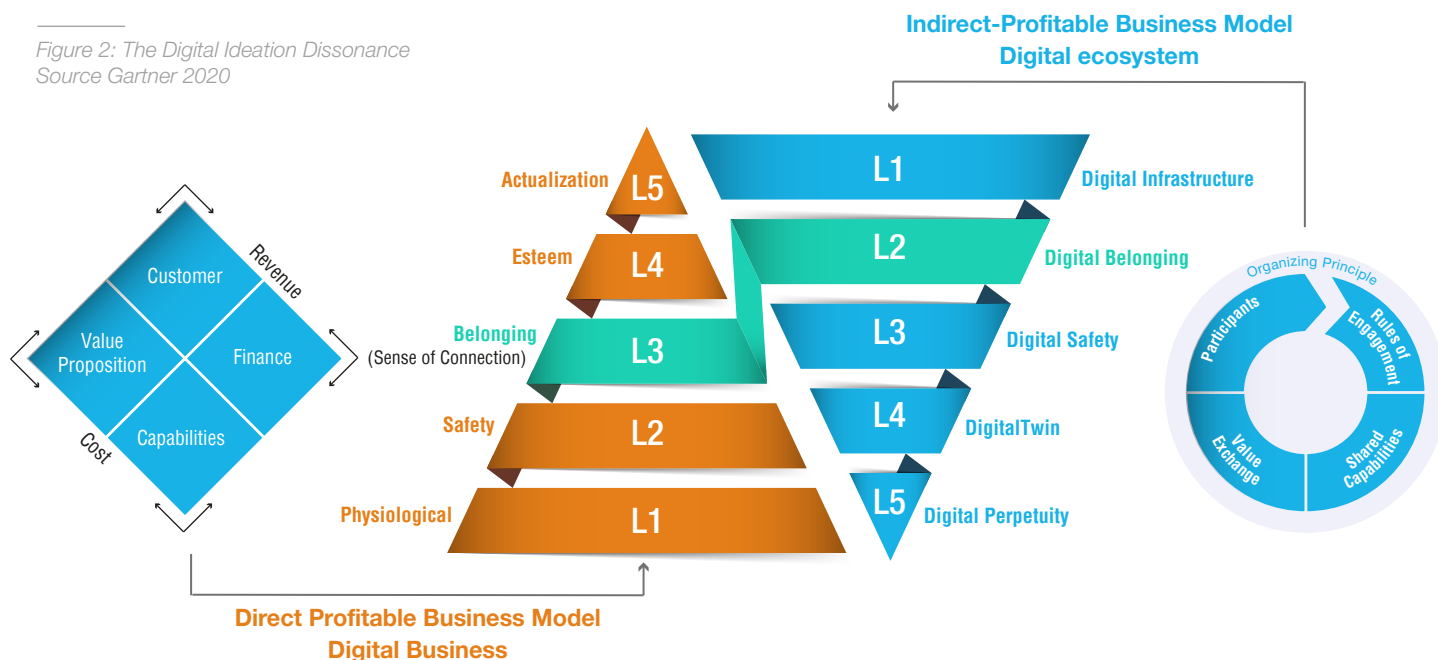 Figure 2: The Digital Ideation Dissonance
Source Gartner 2020
Indirect-Profitable Business Model
Digital ecosystem
Customer
Revenue
Value
Proposition
Finance
Cost
Capabilities
Actualization
L5
Esteem
L4
Belonging
(Sense of Connection)
L3
Safety
L2
Physiological
L1
L1
Digital Infrastructure
L2
Digital Belonging
L3
Digital Safety
L4
DigitalTwin
L5
Digital Perpetuity
Organizing Principle
Participants
Rules of
Engagement
Value
Exchange
Shared
Capabilities
Direct Profitable Business Model
Digital Business